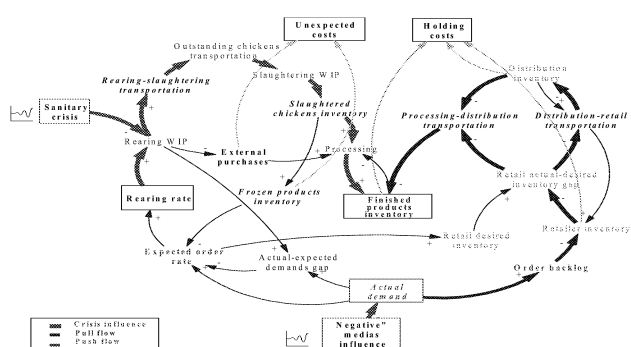 Unexpected
costs
Holding
costs
Outstanding chickens
transportation
Slaughtering WIP
Distribution
inventory
Rearing-slaughtering
transportation
Slaughtered
chickens inventory
Sanitary
crisis
Processing-distribution
transportation
Distribution-retail
transportation
Rearing WIP
Processing
External
purchases
Retail actual-desired
inventory gap
Rearing rate
Frozen products
inventory
Finished
products
inventory
Retailer inventory
Retail desired
inventory
Expected order
rate
Actual-expected
demands gap
Order backlog
Actual
demand
Crisis influence
Pull flow
Push flow
Negative"
medias
influence